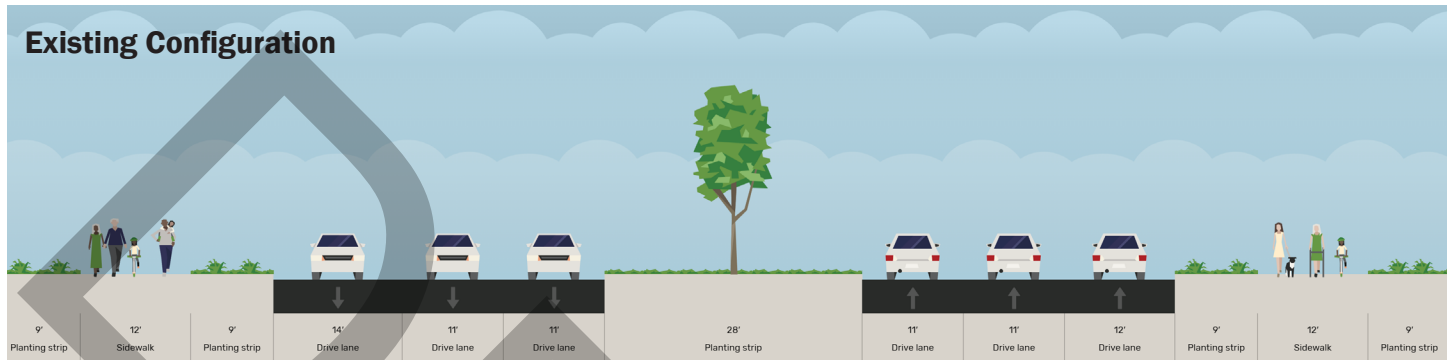 Existing Configuration
9' 12' 9' 14' 11' 11' 28' 11' 11' 12' 9' 12' 9'
Planting strip Sidewalk Planting strip Drive lane Drive lane Drive lane Planting strip Drive lane Drive lane Drive lane Planting strip Sidewalk Planting strip